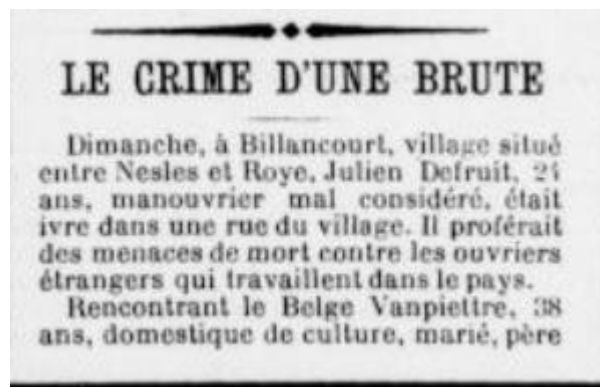 LE CRIME D'UNE BRUTE
Dimanche, à Billancourt, village situé
entre Nesles et Roye, Julien Defruit,
ans, manouvrier mal considéré, était
ivre dans une rue du village. Il proférait
des menaces de mort contre les ouvriers
étrangers qui travaillent dans le pays.
Rencontrant le Belge Vanpiettre, 38
ans, domestique de culture, marié, père